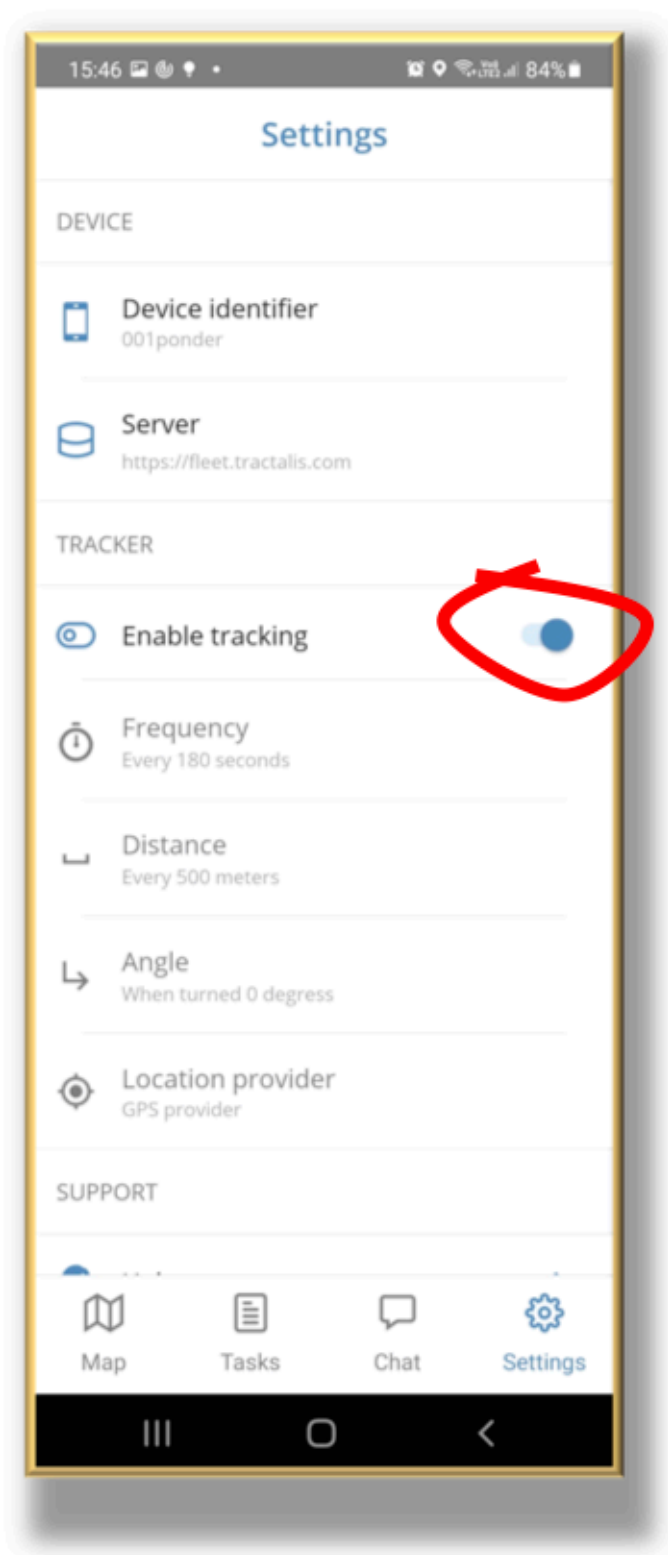 15:46 84%
Settings
DEVICE
Device identifier
001ponder
Server
https://fleet.tractalis.com
TRACKER
Enable tracking
Frequency
Every 180 seconds
Distance
Every 500 meters
Angle
When turned 0 degress
Location provider
GPS provider
SUPPORT
Map Tasks Chat Settings